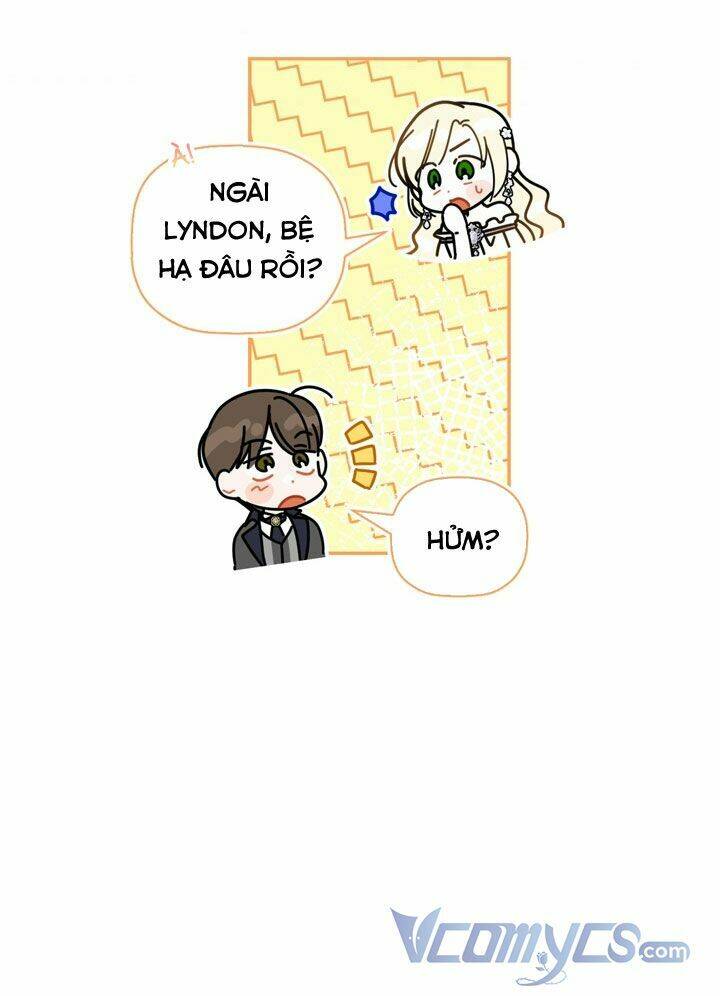 À!
NGÀI
LYNDON, BỆ
HẠ ĐÂU RỒI?
HỬM?
VCOMYCS.com